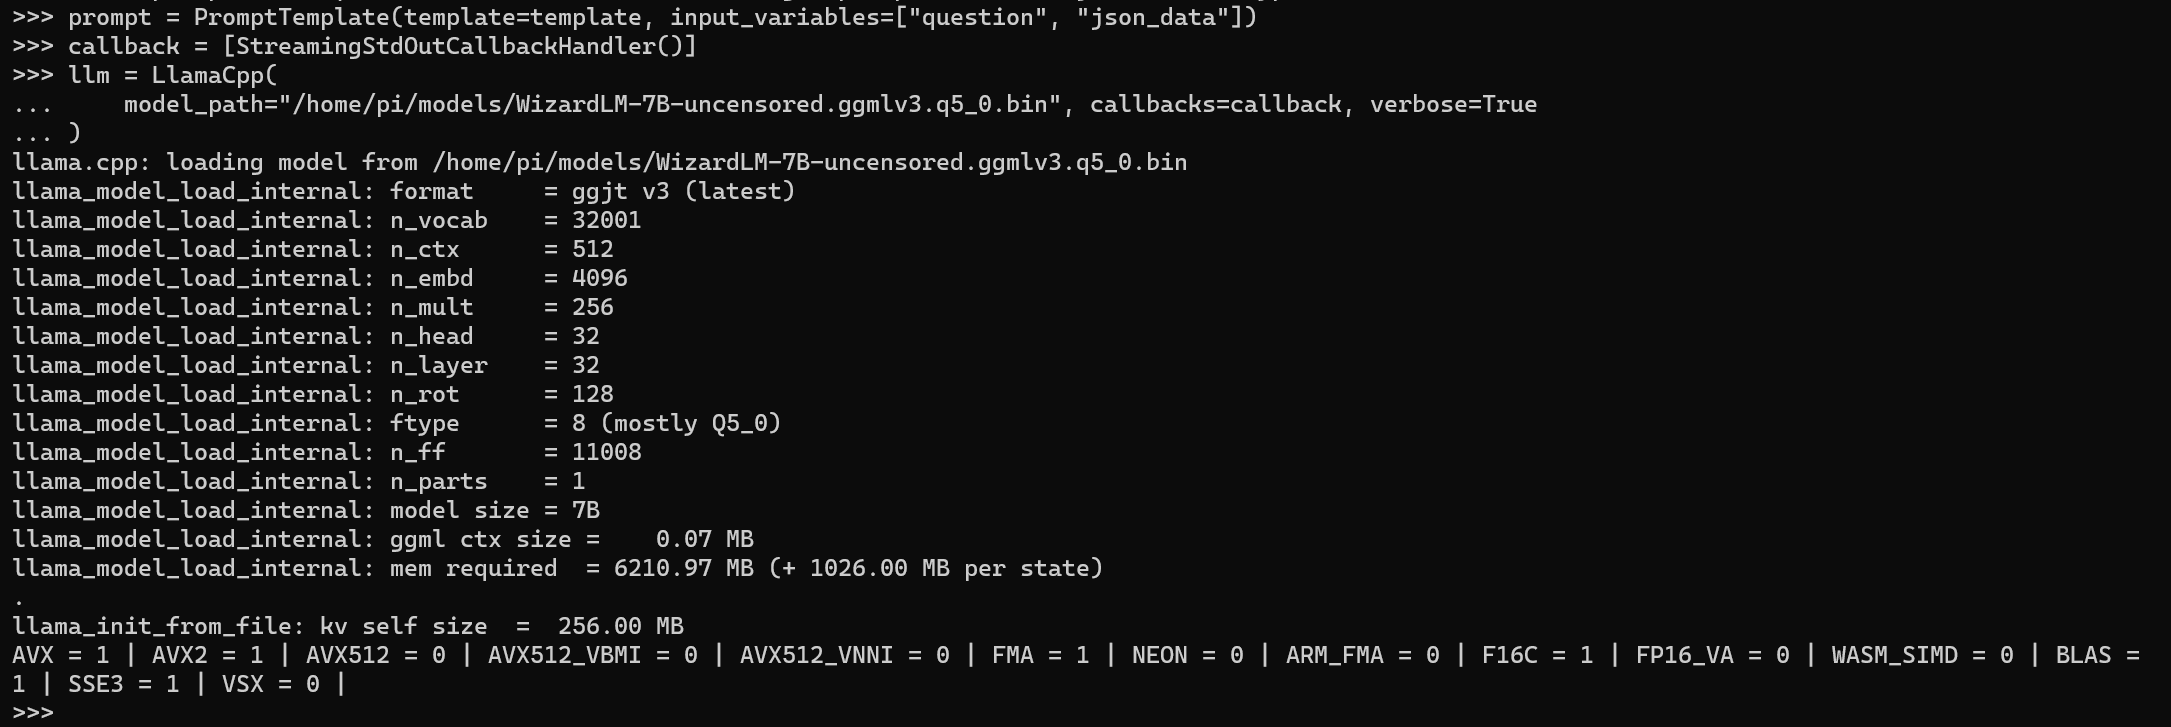 >>> prompt = PromptTemplate(template=template, input_variables=["question", "json_data"])
>>> callback = [StreamingStdOutCallbackHandler()]
>>> llm = LlamaCpp(
...     model_path="/home/pi/models/WizardLM-7B-uncensored.ggmlv3.q5_0.bin", callbacks=callback, verbose=True
... )
llama.cpp: loading model from /home/pi/models/WizardLM-7B-uncensored.ggmlv3.q5_0.bin
llama_model_load_internal: format     = ggjt v3 (latest)
llama_model_load_internal: n_vocab    = 32001
llama_model_load_internal: n_ctx      = 512
llama_model_load_internal: n_embd     = 4096
llama_model_load_internal: n_mult     = 256
llama_model_load_internal: n_head     = 32
llama_model_load_internal: n_layer    = 32
llama_model_load_internal: n_rot      = 128
llama_model_load_internal: ftype      = 8 (mostly Q5_0)
llama_model_load_internal: n_ff       = 11008
llama_model_load_internal: n_parts    = 1
llama_model_load_internal: model size = 7B
llama_model_load_internal: ggml ctx size =    0.07 MB
llama_model_load_internal: mem required  = 6210.97 MB (+ 1026.00 MB per state)
.
llama_init_from_file: kv self size  =  256.00 MB
AVX = 1 | AVX2 = 1 | AVX512 = 0 | AVX512_VBMI = 0 | AVX512_VNNI = 0 | FMA = 1 | NEON = 0 | ARM_FMA = 0 | F16C = 1 | FP16_VA = 0 | WASM_SIMD = 0 | BLAS =
1 | SSE3 = 1 | VSX = 0 |
>>>